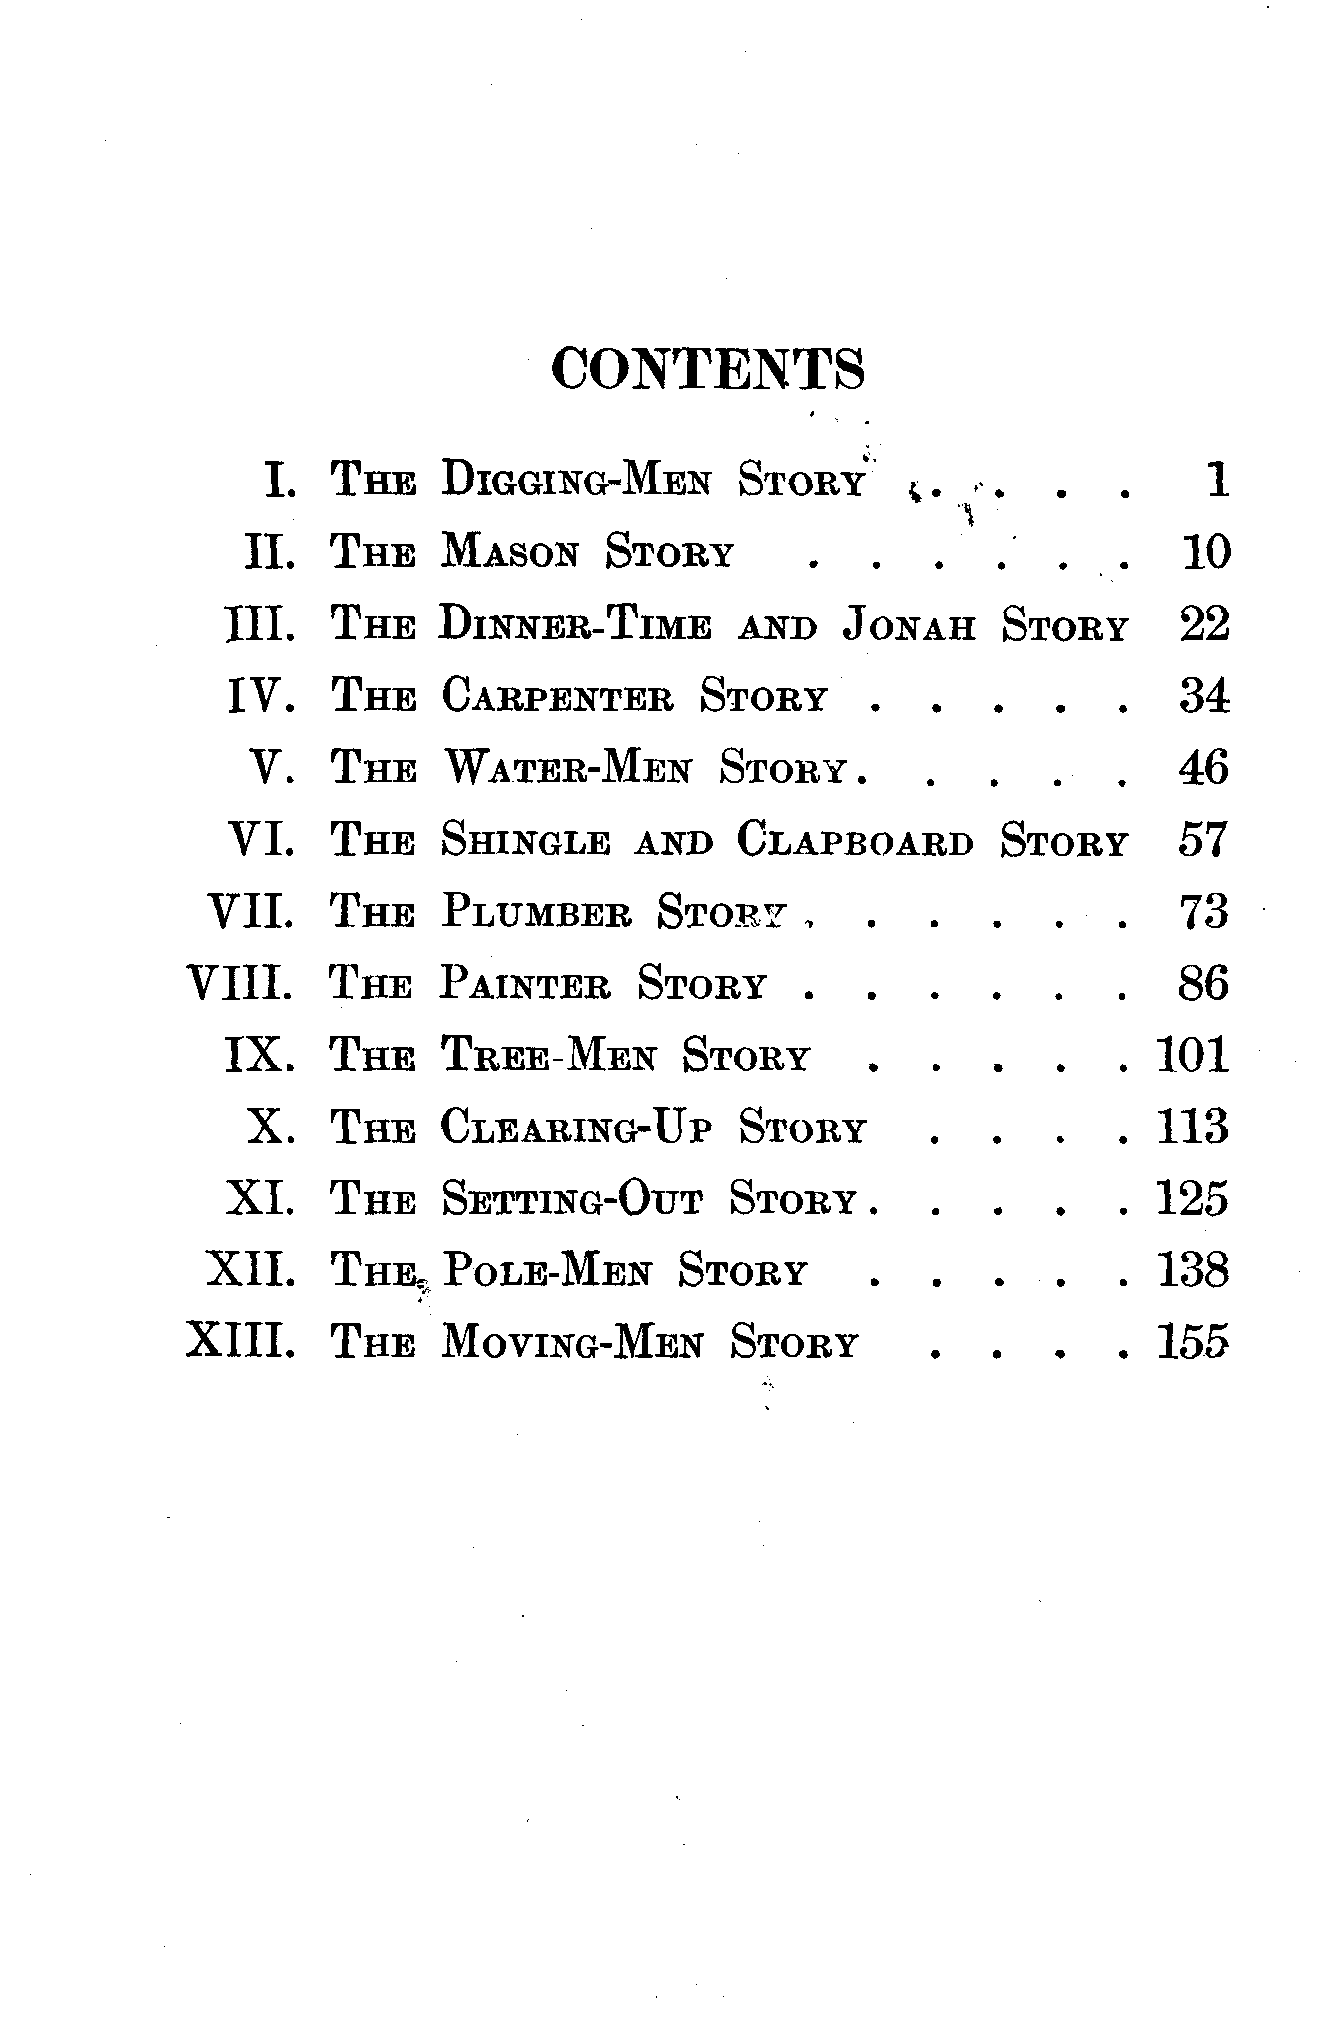 CONTENTS
I. The Digging-Men Story . . . . 1
II. The Mason Story . . . . . . 10
III. The Dinner-Time and Jonah Story 22
IV. The Carpenter Story . . . . . 34
V. The Water-Men Story . . . . . 46
VI. The Shingle and Clapboard Story 57
VII. The Plumber Story . . . . . . 73
VIII. The Painter Story . . . . . . 86
IX. The Tree-Men Story . . . . . 101
X. The Clearing-Up Story . . . . 113
XI. The Setting-Out Story . . . . . 125
XII. The Pole-Men Story . . . . . 138
XIII. The Moving-Men Story . . . . 155